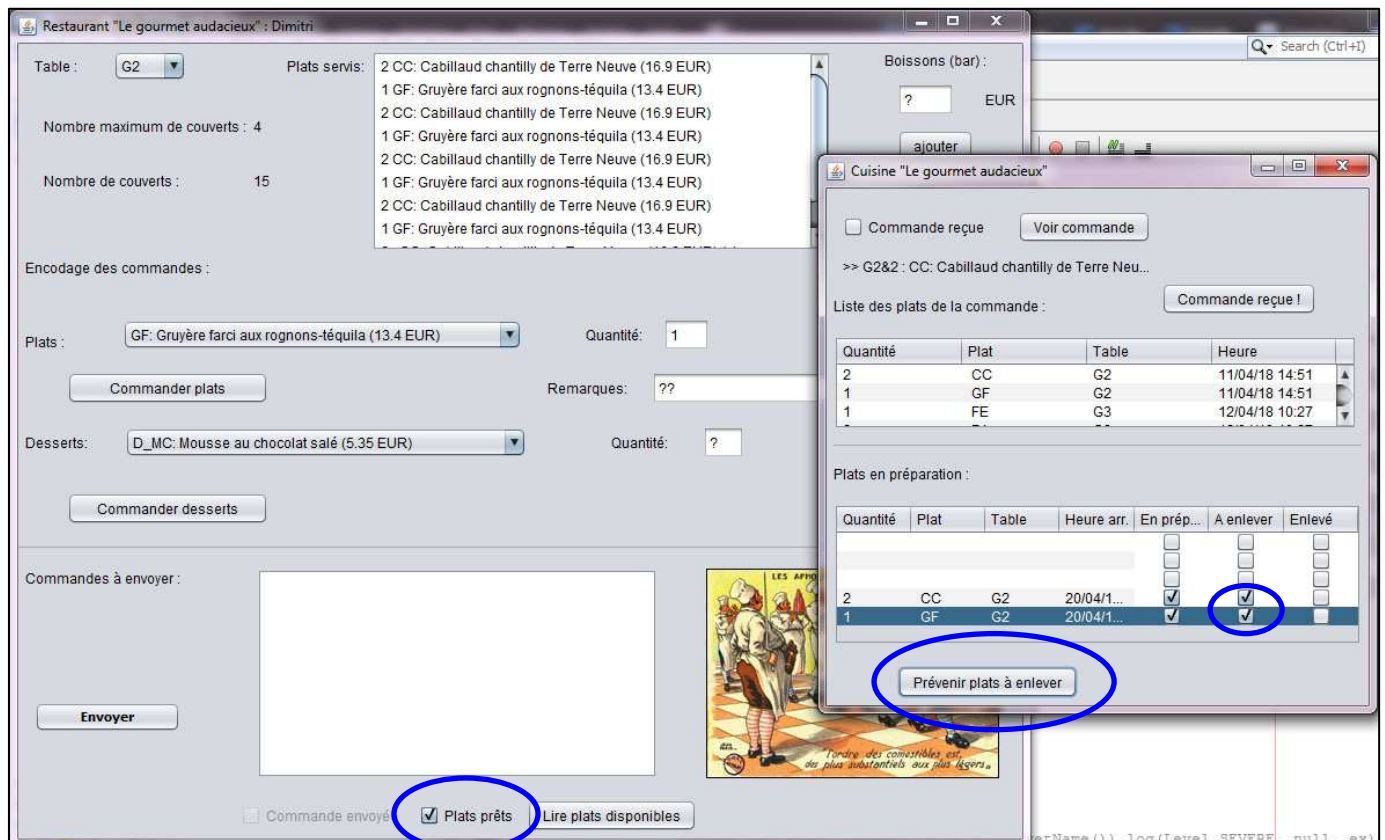 Restaurant "Le gourmet audacieux" : Dimitri
Search (Ctrl+I)
Table : G2
Plats servis:
2 CC: Cabillaud chantilly de Terre Neuve (16.9 EUR)
1 GF: Gruyère farci aux rognons-téquila (13.4 EUR)
2 CC: Cabillaud chantilly de Terre Neuve (16.9 EUR)
1 GF: Gruyère farci aux rognons-téquila (13.4 EUR)
2 CC: Cabillaud chantilly de Terre Neuve (16.9 EUR)
1 GF: Gruyère farci aux rognons-téquila (13.4 EUR)
2 CC: Cabillaud chantilly de Terre Neuve (16.9 EUR)
1 GF: Gruyère farci aux rognons-téquila (13.4 EUR)
Boissons (bar) :
? EUR
ajouter
Nombre maximum de couverts : 4
Nombre de couverts : 15
Encodage des commandes :
Plats : GF: Gruyère farci aux rognons-téquila (13.4 EUR) Quantité: 1
Commander plats Remarques: ??
Desserts: D_MC: Mousse au chocolat salé (5.35 EUR) Quantité: ?
Commander desserts
Commandes à envoyer :
Envoyer
LES
"l'ordre des comestibles est,
des plus substantiels aux plus légers„
Commande envoyé Plats prêts Lire plats disponibles
Cuisine "Le gourmet audacieux"
Commande reçue Voir commande
>> G2&2 : CC: Cabillaud chantilly de Terre Neu...
Liste des plats de la commande : Commande reçue !
Quantité Plat Table Heure
2 CC G2 11/04/18 14:51
1 GF G2 11/04/18 14:51
1 FE G3 12/04/18 10:27
Plats en préparation :
Quantité Plat Table Heure arr. En prép... A enlever Enlevé
2 CC G2 20/04/1...
1 GF G2 20/04/1...
Prévenir plats à enlever
erName()).log(Level.SEVERE, null, ex)